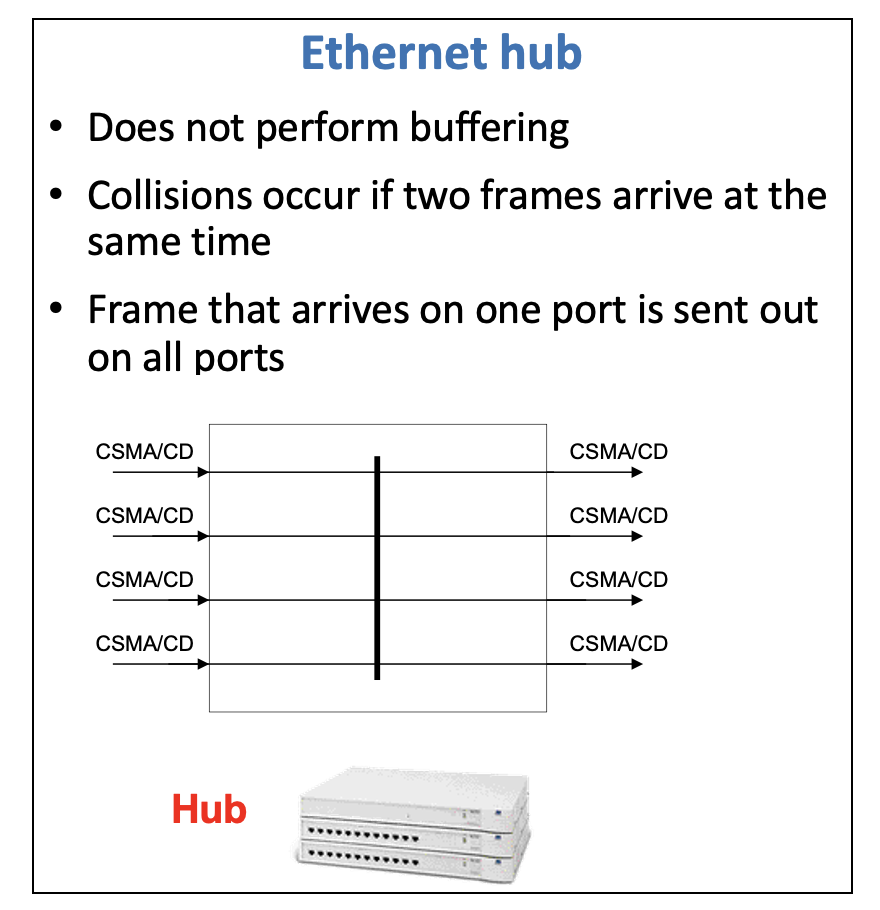 Ethernet hub
• Does not perform buffering
• Collisions occur if two frames arrive at the
same time
• Frame that arrives on one port is sent out
on all ports
CSMA/CD CSMA/CD
CSMA/CD CSMA/CD
CSMA/CD CSMA/CD
CSMA/CD CSMA/CD
Hub